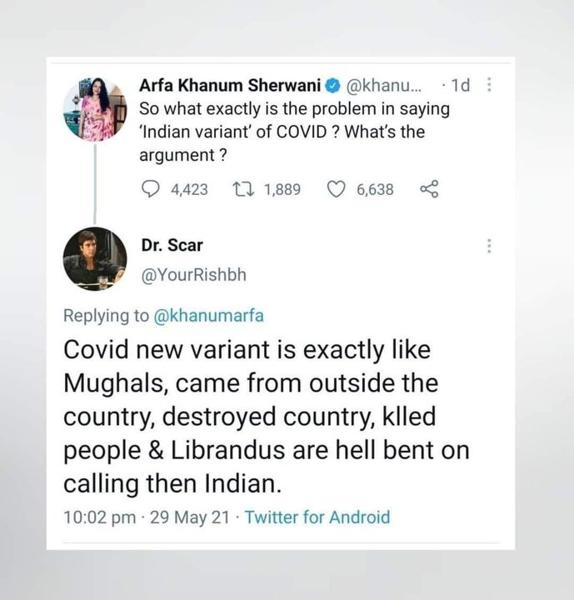 Arfa Khanum Sherwani @khanu... · 1d
So what exactly is the problem in saying
'Indian variant' of COVID ? What's the
argument ?
4,423 1,889 6,638
Dr. Scar
@YourRishbh
Replying to @khanumarfa
Covid new variant is exactly like
Mughals, came from outside the
country, destroyed country, klled
people & Librandus are hell bent on
calling then Indian.
10:02 pm · 29 May 21 · Twitter for Android